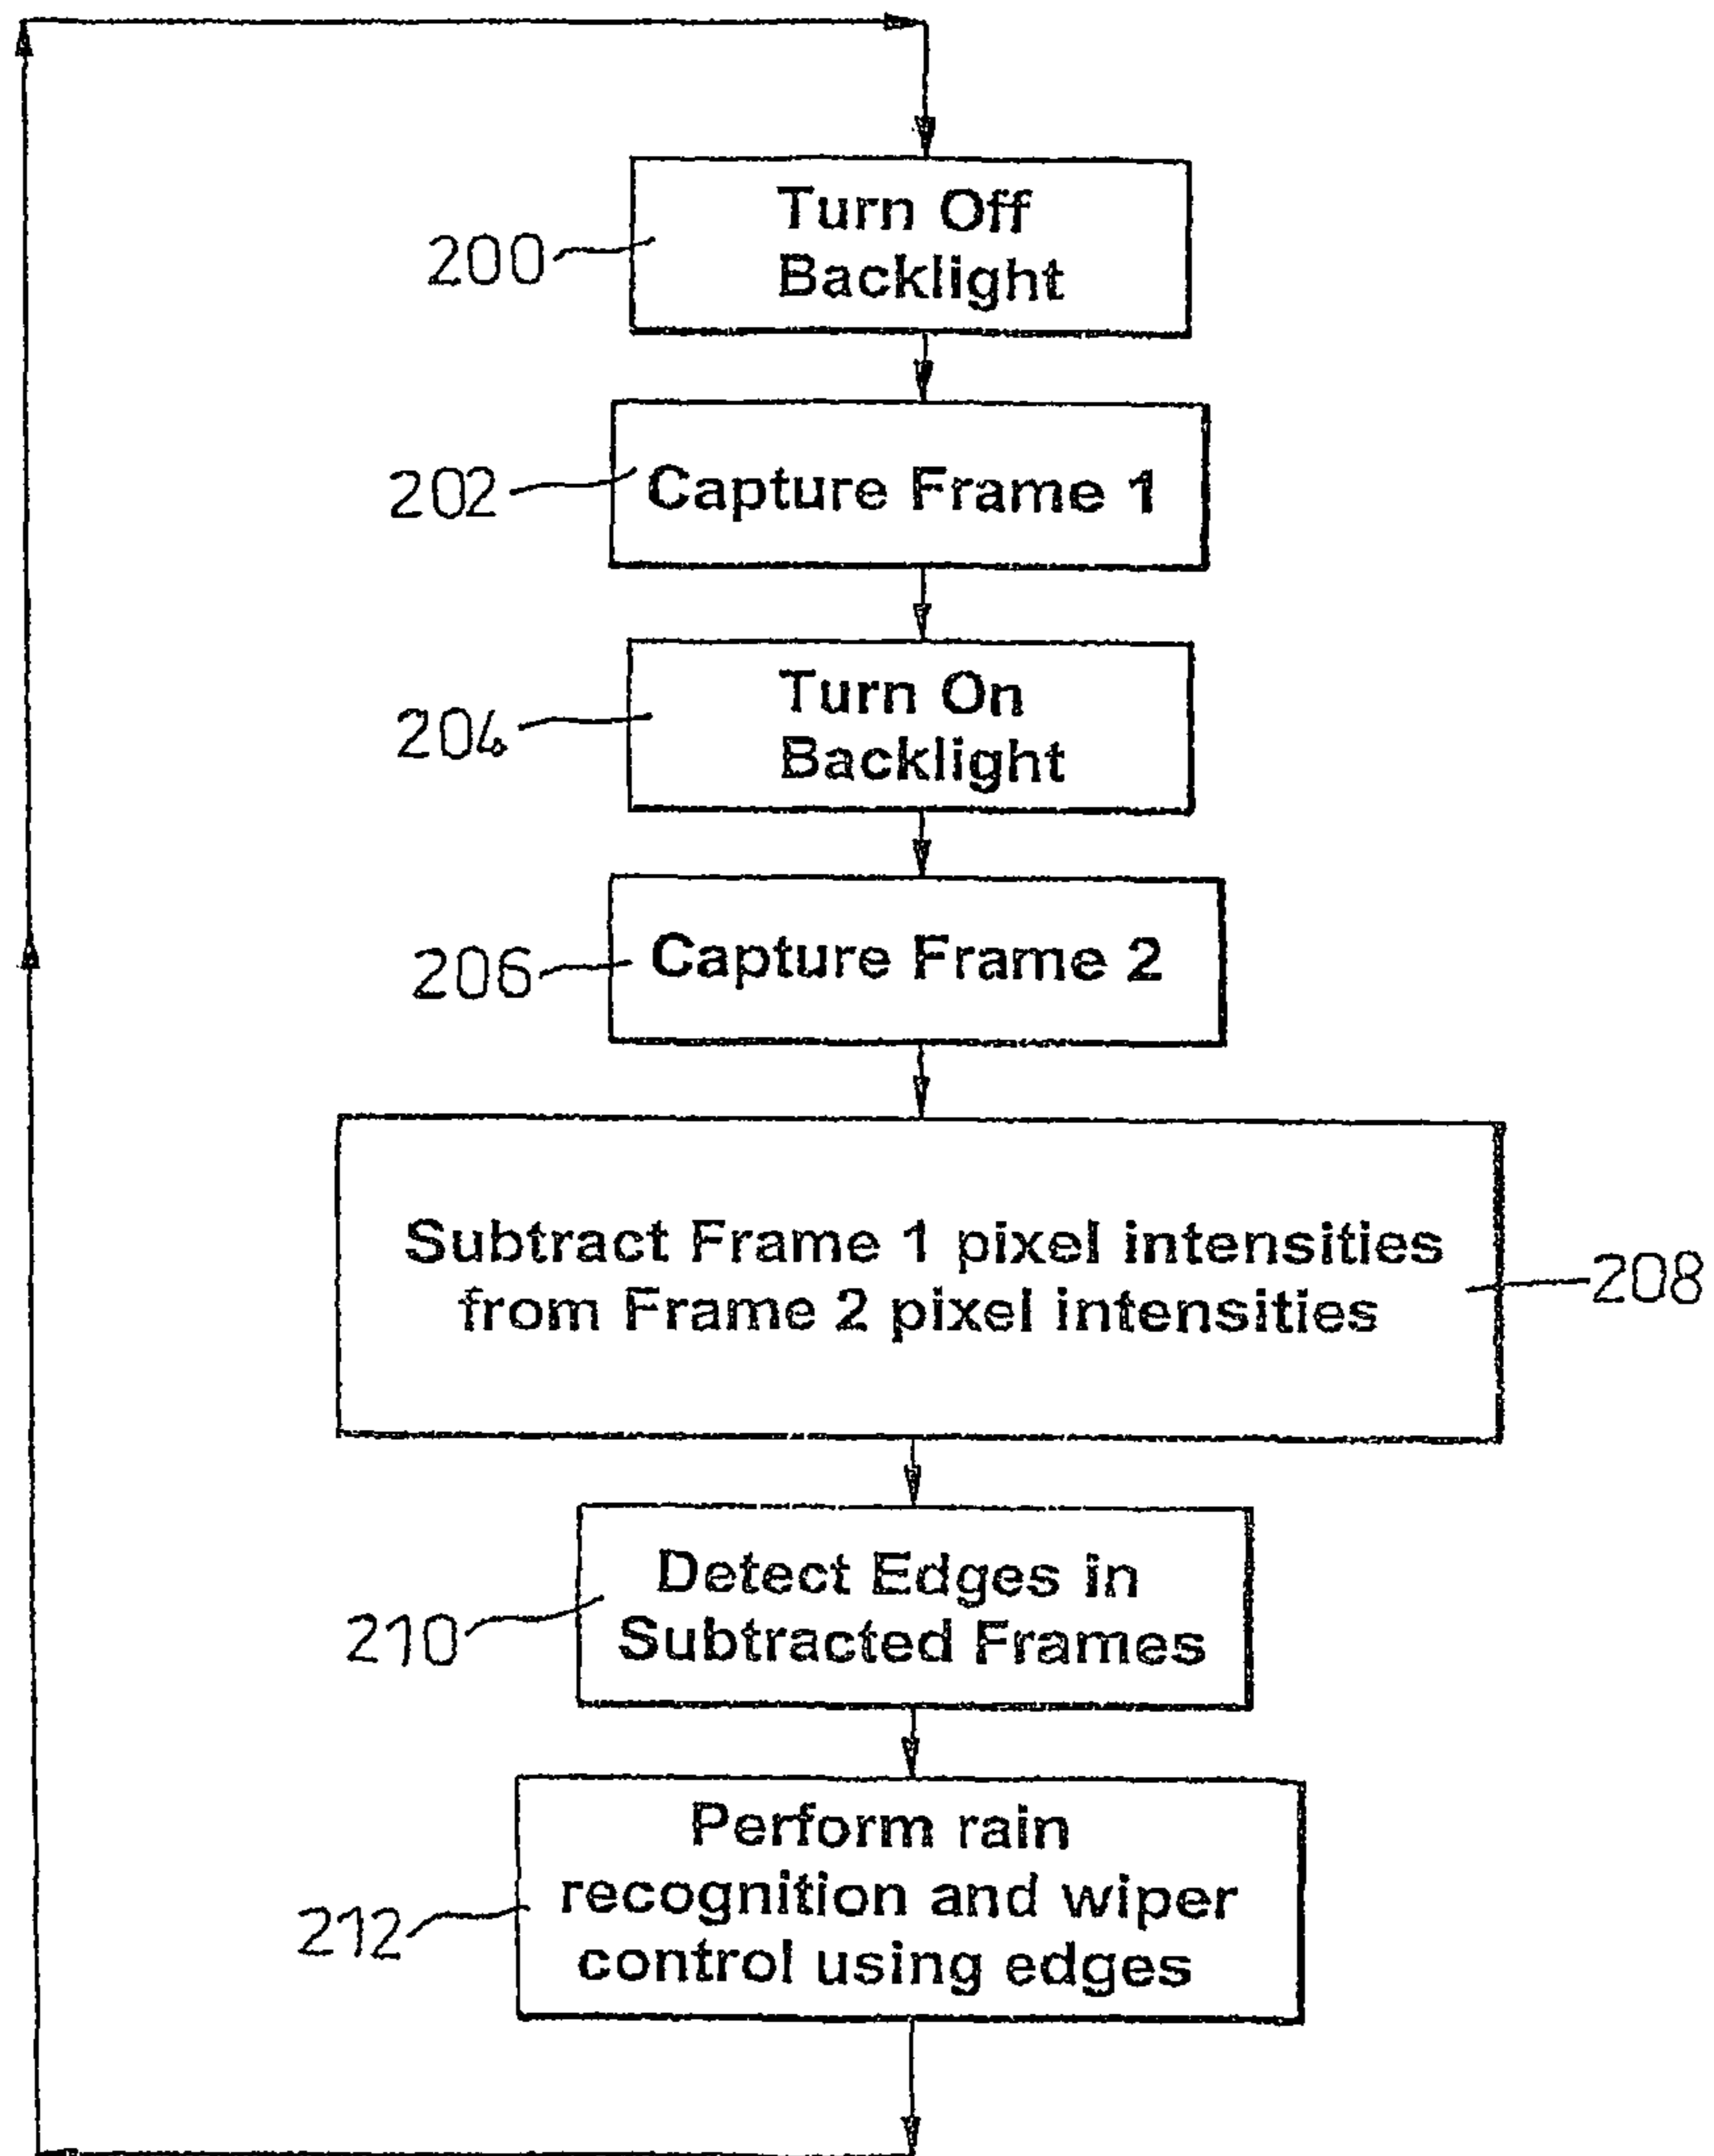 Turn Off
Backlight
200
202
Capture Frame 1
Turn On
Backlight
204
206
Capture Frame 2
Subtract Frame 1 pixel intensities
from Frame 2 pixel intensities
208
Detect Edges in
Subtracted Frames
210
Perform rain
recognition and wiper
control using edges
212